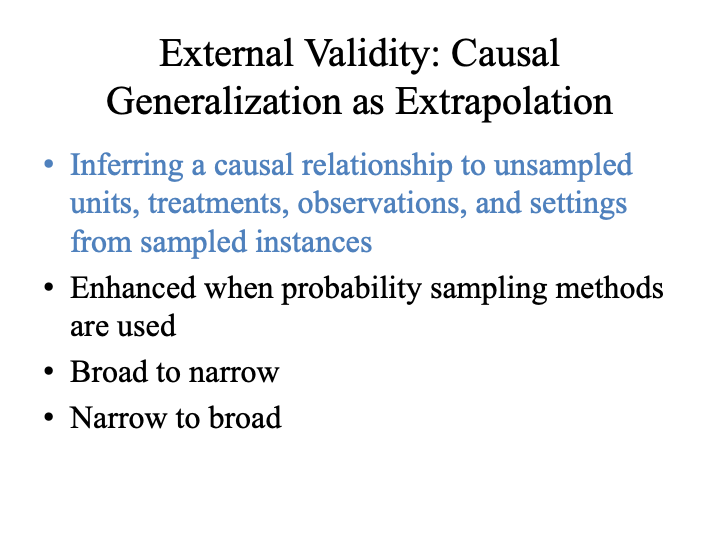 External Validity: Causal
Generalization as Extrapolation
• Inferring a causal relationship to unsampled
units, treatments, observations, and settings
from sampled instances
• Enhanced when probability sampling methods
are used
• Broad to narrow
• Narrow to broad